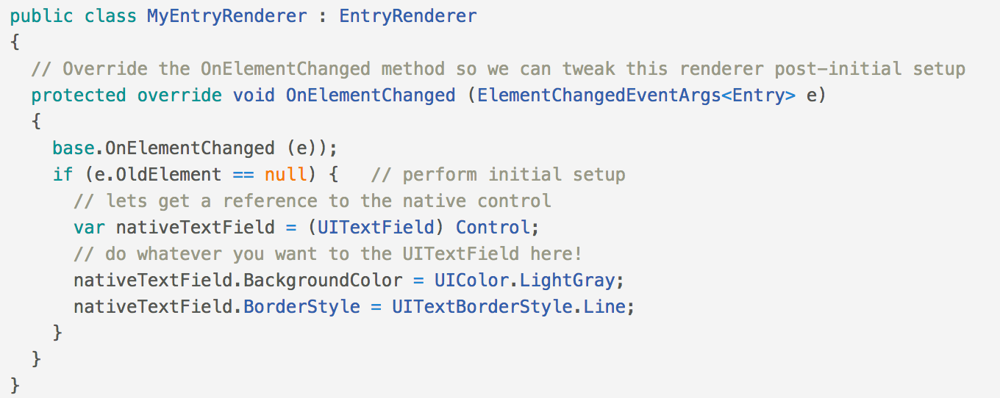 public class MyEntryRenderer : EntryRenderer
{
  // Override the OnElementChanged method so we can tweak this renderer post-initial setup
  protected override void OnElementChanged (ElementChangedEventArgs<Entry> e)
  {
    base.OnElementChanged (e));
    if (e.OldElement == null) {   // perform initial setup
      // lets get a reference to the native control
      var nativeTextField = (UITextField) Control;
      // do whatever you want to the UITextField here!
      nativeTextField.BackgroundColor = UIColor.LightGray;
      nativeTextField.BorderStyle = UITextBorderStyle.Line;
    }
  }
}